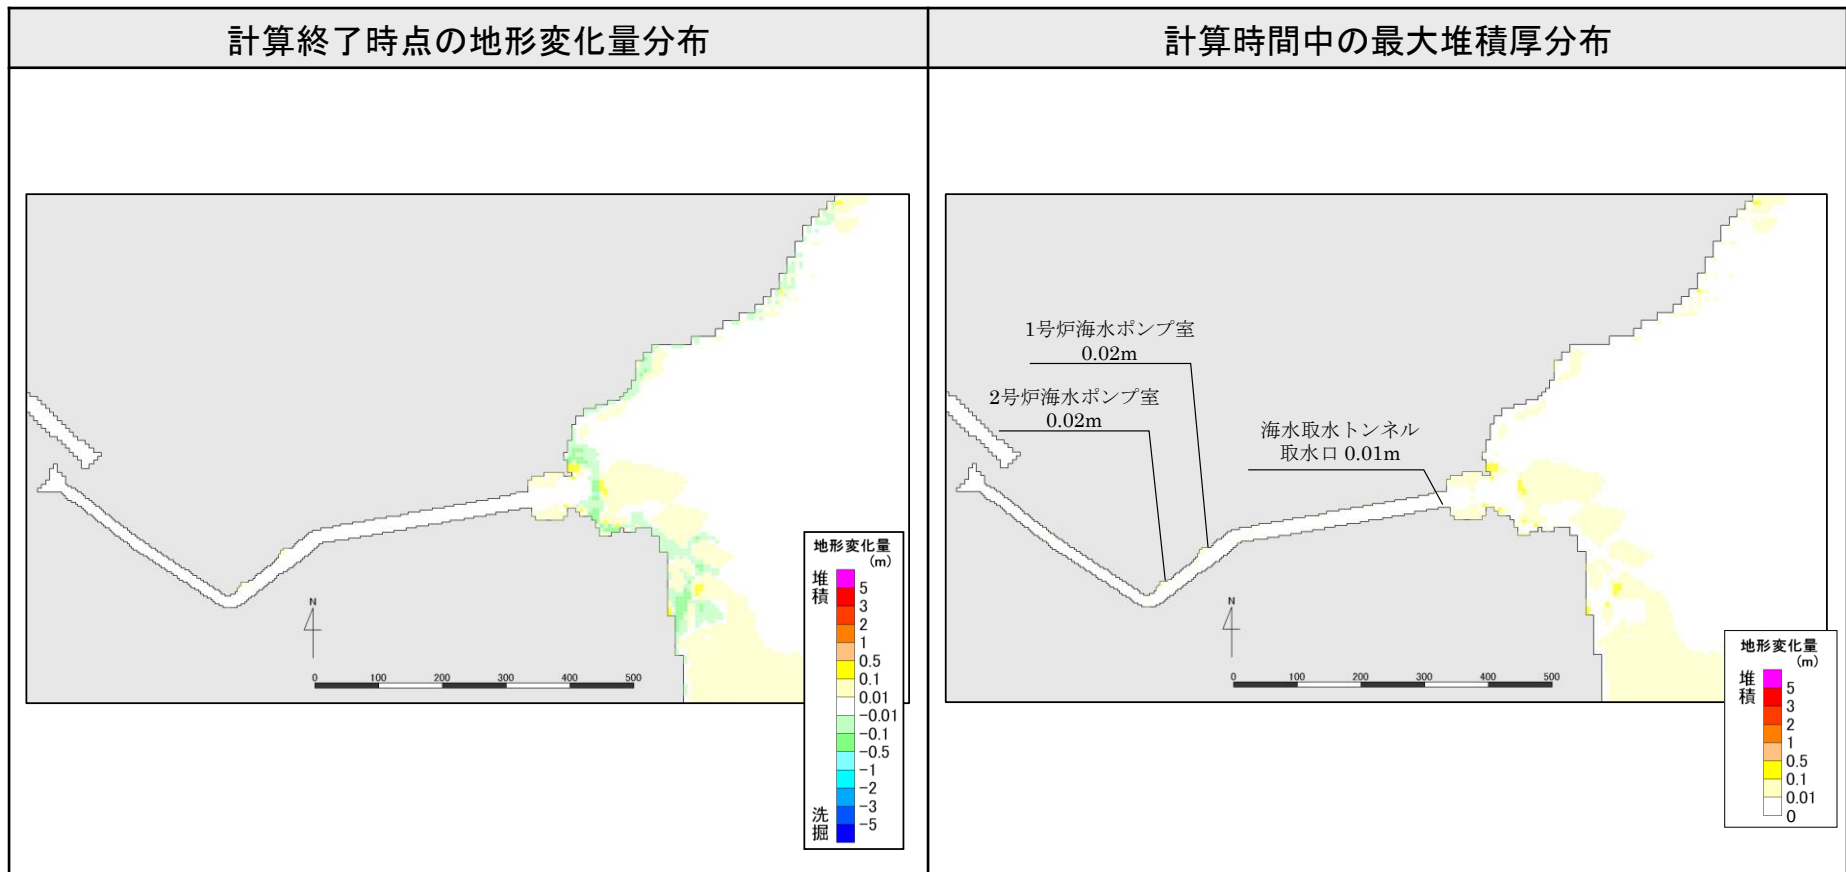 計算終了時点の地形変化量分布
計算時間中の最大堆積厚分布
N
0 100 200 300 400 500
地形変化量
(m)
堆積
5
3
2
1
0.5
0.1
0.01
-0.01
-0.1
-0.5
-1
-2
-3
-5
洗掘
1号炉海水ポンプ室
0.02m
2号炉海水ポンプ室
0.02m
海水取水トンネル
取水口 0.01m
N
0 100 200 300 400 500
地形変化量
(m)
堆積
5
3
2
1
0.5
0.1
0.01
0